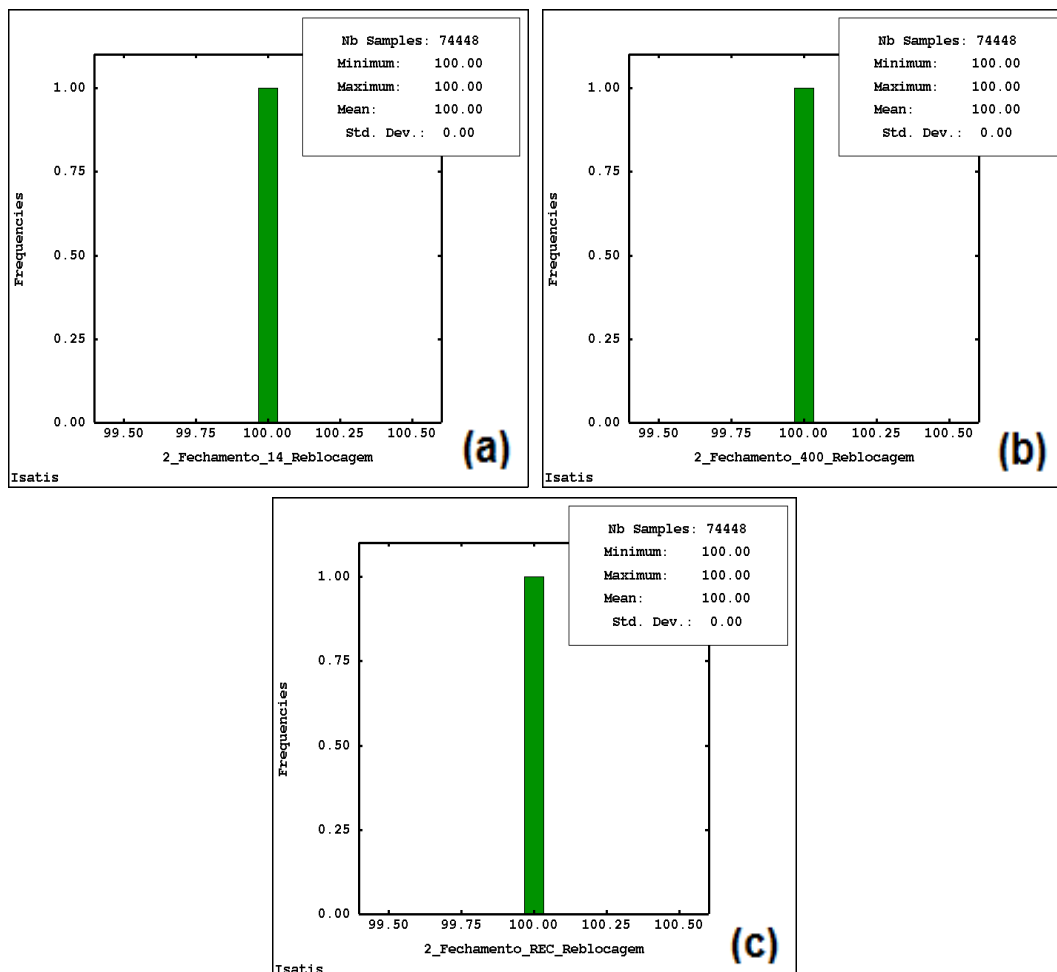 Nb Samples: 74448
Minimum: 100.00
Maximum: 100.00
Mean: 100.00
Std. Dev.: 0.00
1.00
0.75
0.50
0.25
0.00
Frequencies
99.50 99.75 100.00 100.25 100.50
2_Fechamento_14_Reblocagem
(a)
Isatis
Nb Samples: 74448
Minimum: 100.00
Maximum: 100.00
Mean: 100.00
Std. Dev.: 0.00
1.00
0.75
0.50
0.25
0.00
Frequencies
99.50 99.75 100.00 100.25 100.50
2_Fechamento_400_Reblocagem
(b)
Isatis
Nb Samples: 74448
Minimum: 100.00
Maximum: 100.00
Mean: 100.00
Std. Dev.: 0.00
1.00
0.75
0.50
0.25
0.00
Frequencies
99.50 99.75 100.00 100.25 100.50
2_Fechamento_REC_Reblocagem
(c)
Isatis